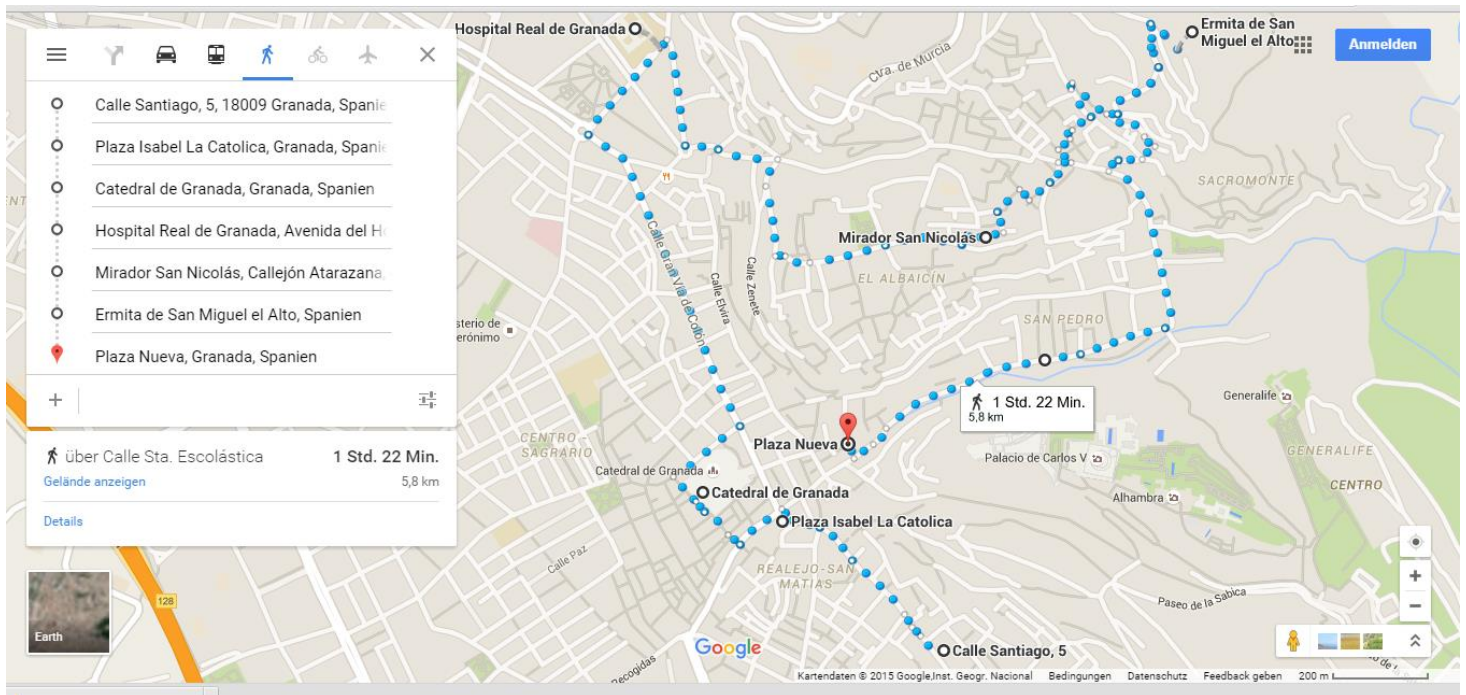 Calle Santiago, 5, 18009 Granada, Spanie
Plaza Isabel La Catolica, Granada, Spanie
Catedral de Granada, Granada, Spanien
Hospital Real de Granada, Avenida del H
Mirador San Nicolás, Callejón Atarazana,
Ermita de San Miguel el Alto, Spanien
Plaza Nueva, Granada, Spanien
über Calle Sta. Escolástica
1 Std. 22 Min.
Gelände anzeigen
5,8 km
Details
Earth
128
Hospital Real de Granada
Ermita de San
Miguel el Alto
Anmelden
Ctra. de Murcia
SACROMONTE
Mirador San Nicolás
EL ALBAICÍN
Calle Gran Vía de Colón
Calle Elvira
Calle Zenete
sterio de
erónimo
SAN PEDRO
1 Std. 22 Min.
5,8 km
Generalife
GENERALIFE
Plaza Nueva
CENTRO -
SAGRARIO
Catedral de Granada
Palacio de Carlos V
CENTRO
Alhambra
Catedral de Granada
Plaza Isabel La Catolica
Calle Paz
REALEJO-SAN
MATÍAS
Paseo de la Sabica
Calle Santiago, 5
Google
ecogidas
Kartendaten © 2015 Google,Inst. Geogr. Nacional
Bedingungen
Datenschutz
Feedback geben
200 m